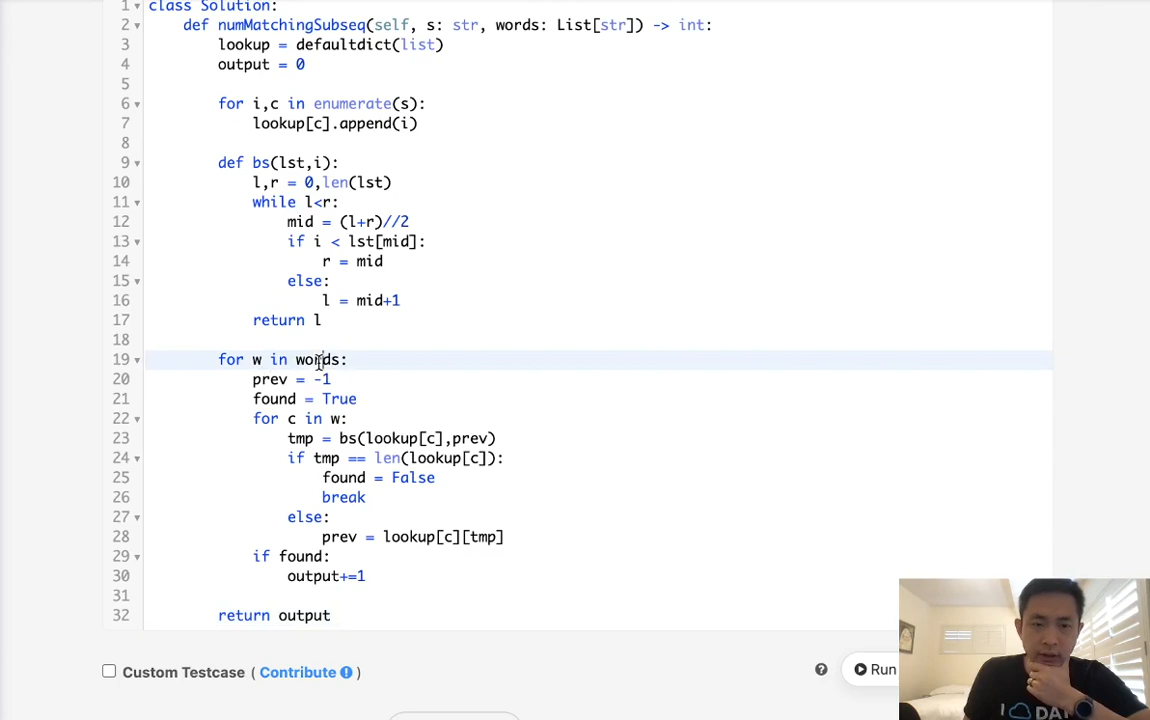 1 class Solution:
2 def numMatchingSubseq(self, s: str, words: List[str]) -> int:
3 lookup = defaultdict(list)
4 output = 0
5
6 for i,c in enumerate(s):
7 lookup[c].append(i)
8
9 def bs(lst,i):
10 l,r = 0,len(lst)
11 while l<r:
12 mid = (l+r)//2
13 if i < lst[mid]:
14 r = mid
15 else:
16 l = mid+1
17 return l
18
19 for w in words:
20 prev = -1
21 found = True
22 for c in w:
23 tmp = bs(lookup[c],prev)
24 if tmp == len(lookup[c]):
25 found = False
26 break
27 else:
28 prev = lookup[c][tmp]
29 if found:
30 output+=1
31
32 return output
Custom Testcase ( Contribute ! )
? Run
I DA